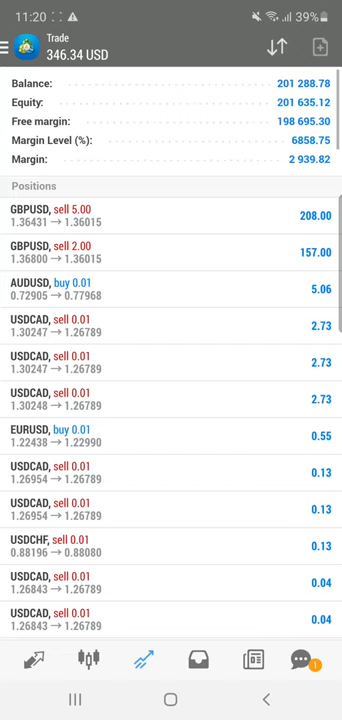 11:20
39%
Trade
346.34 USD
Balance: 201 288.78
Equity: 201 635.12
Free margin: 198 695.30
Margin Level (%): 6858.75
Margin: 2 939.82
Positions
GBPUSD, sell 5.00
1.36431 → 1.36015 208.00
GBPUSD, sell 2.00
1.36800 → 1.36015 157.00
AUDUSD, buy 0.01
0.72905 → 0.77968 5.06
USDCAD, sell 0.01
1.30247 → 1.26789 2.73
USDCAD, sell 0.01
1.30247 → 1.26789 2.73
USDCAD, sell 0.01
1.30248 → 1.26789 2.73
EURUSD, buy 0.01
1.22438 → 1.22990 0.55
USDCAD, sell 0.01
1.26954 → 1.26789 0.13
USDCAD, sell 0.01
1.26954 → 1.26789 0.13
USDCHF, sell 0.01
0.88196 → 0.88080 0.13
USDCAD, sell 0.01
1.26843 → 1.26789 0.04
USDCAD, sell 0.01
1.26843 → 1.26789 0.04